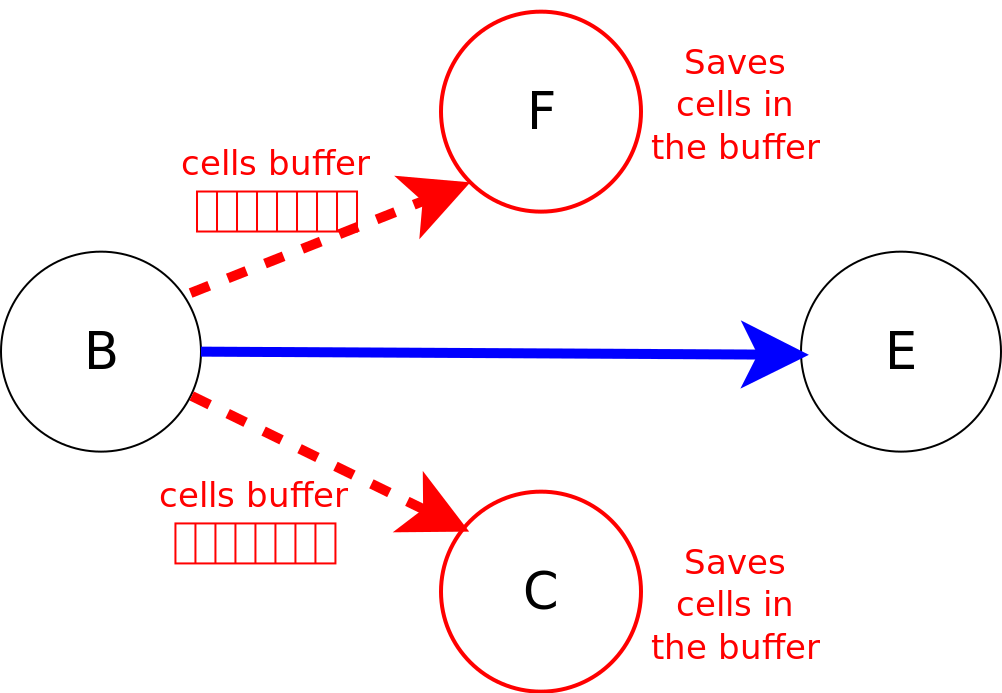 F
Saves
cells in
the buffer
cells buffer
B
E
cells buffer
C
Saves
cells in
the buffer